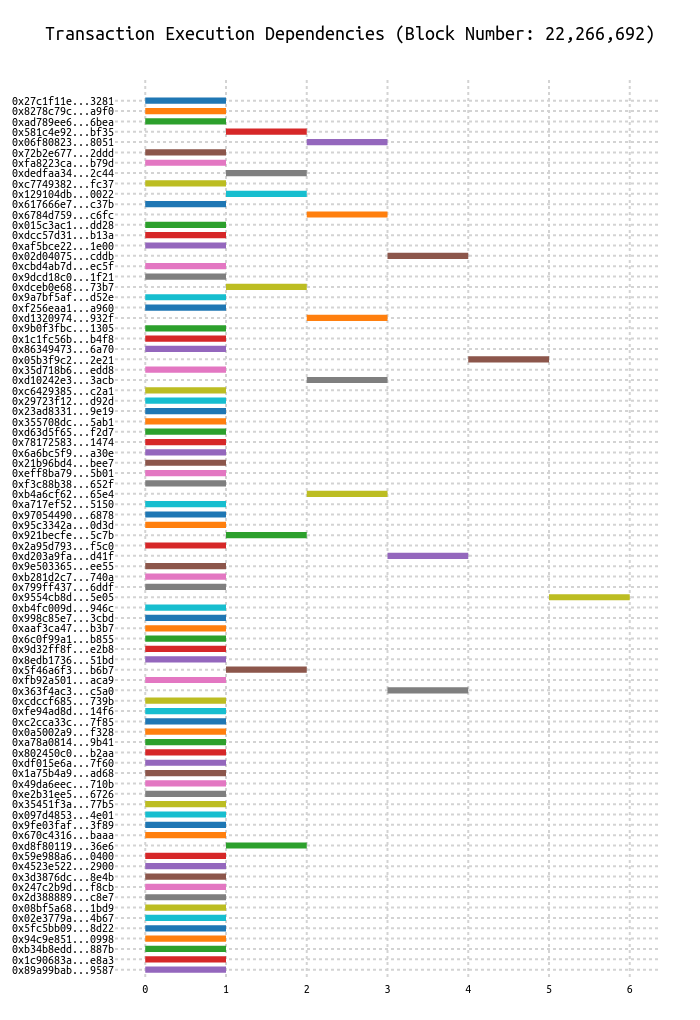 Transaction Execution Dependencies (Block Number: 22,266,692)
0x27c1f11e...3281
0x8278c79c...a9f0
0xad789ee6...6bea
0x581c4e92...bf35
0x06f80823...8051
0x72b2e677...2ddd
0xfa8223ca...b79d
0xdedfaa34...2c44
0xc7749382...fc37
0x129104db...0022
0x617666e7...c37b
0x6784d759...c6fc
0x015c3ac1...dd28
0xdcc57d31...b13a
0xaf5bce22...1e00
0x02d04075...cddb
0xcbd4ab7d...ec5f
0x9dcd18c0...1f21
0xdceb0e68...73b7
0x9a7bf5af...d52e
0xf256eaa1...a960
0xd1320974...932f
0x9b0f3fbc...1305
0x1c1fc56b...b4f8
0x86349473...6a70
0x05b3f9c2...2e21
0x35d718b6...edd8
0xd10242e3...3acb
0xc6429385...c2a1
0x29723f12...d92d
0x23ad8331...9e19
0x355708dc...5ab1
0xd63d5f65...f2d7
0x78172583...1474
0x6a6bc5f9...a30e
0x21b96bd4...bee7
0xeff8ba79...5b01
0xf3c88b38...652f
0xb4a6cf62...65e4
0xa717ef52...5150
0x97054490...6878
0x95c3342a...0d3d
0x921becfe...5c7b
0x2a95d793...f5c0
0xd203a9fa...d41f
0x9e503365...ee55
0xb281d2c7...740a
0x799ff437...6ddf
0x9554cb8d...5e05
0xb4fc009d...946c
0x998c85e7...3cbd
0xaaf3ca47...b3b7
0x6c0f99a1...b855
0x9d32ff8f...e2b8
0x8edb1736...51bd
0x5f46a6f3...b6b7
0xfb92a501...aca9
0x363f4ac3...c5a0
0xcdccf685...739b
0xfe94ad8d...14f6
0xc2cca33c...7f85
0x0a5002a9...f328
0xa78a0814...9b41
0x802450c0...b2aa
0xdf015e6a...7f60
0x1a75b4a9...ad68
0x49da6eec...710b
0xe2b31ee5...6726
0x35451f3a...77b5
0x097d4853...4e01
0x9fe03faf...3f89
0x670c4316...baaa
0xd8f80119...36e6
0x59e988a6...0400
0x4523e522...2900
0x3d3876dc...8e4b
0x247c2b9d...f8cb
0x2d388889...c8e7
0x08bf5a68...1bd9
0x02e3779a...4b67
0x5fc5bb09...8d22
0x94c9e851...0998
0xb34b8edd...887b
0x1c90683a...e8a3
0x89a99bab...9587
0 1 2 3 4 5 6